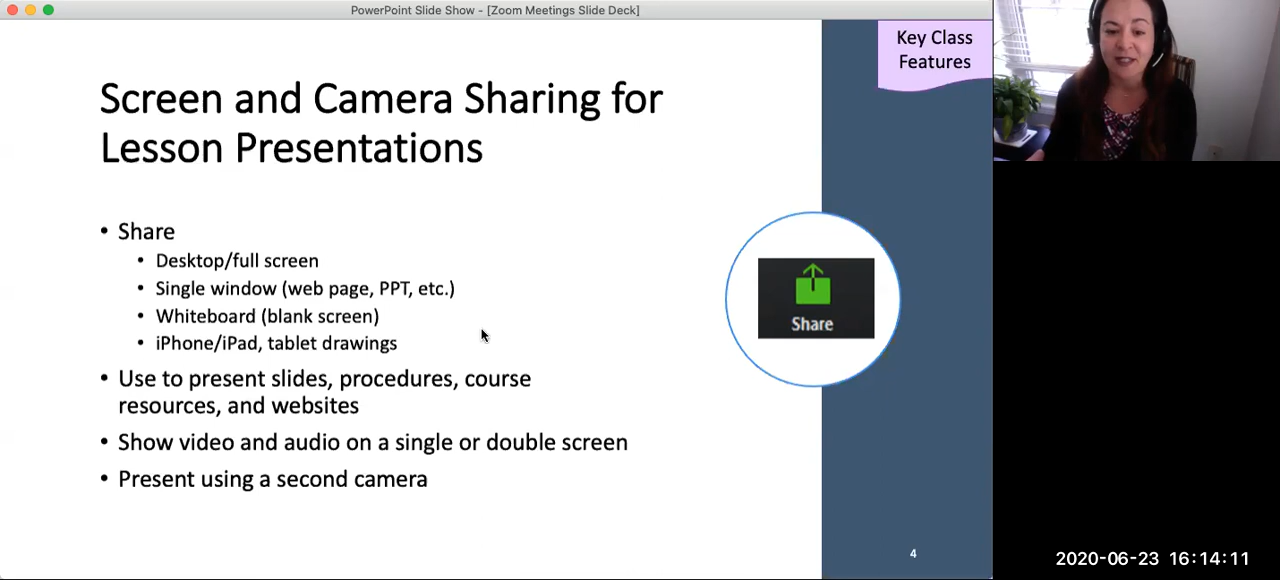 PowerPoint Slide Show - [Zoom Meetings Slide Deck]
Key Class
Features
Screen and Camera Sharing for
Lesson Presentations
• Share
• Desktop/full screen
• Single window (web page, PPT, etc.)
• Whiteboard (blank screen)
• iPhone/iPad, tablet drawings
• Use to present slides, procedures, course
resources, and websites
• Show video and audio on a single or double screen
• Present using a second camera
Share
4
2020-06-23 16:14:11